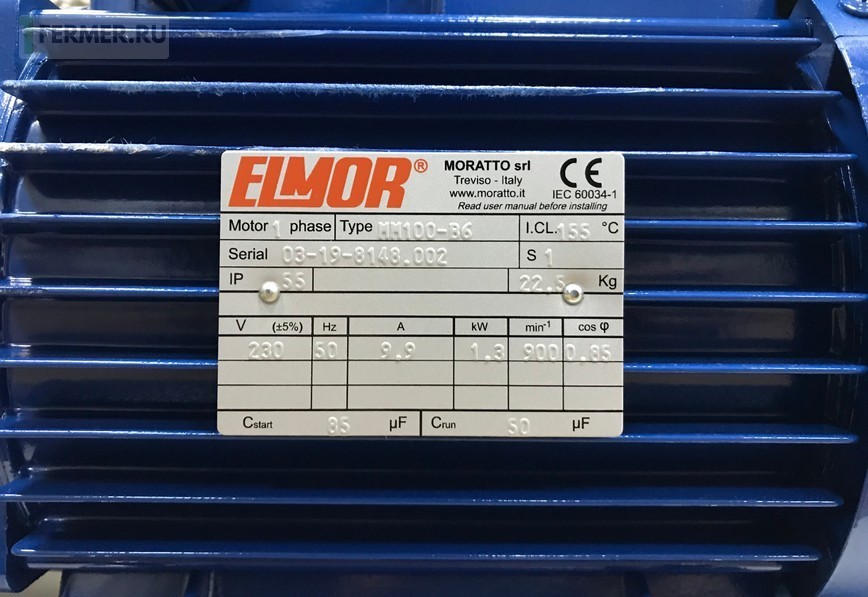 FERMER.RU
ELMOR®
MORATTO srl
Treviso - Italy
www.moratto.it
Read user manual before installing
CE
IEC 60034-1
Motor 1 phase Type MM100-B6 I.CL. 155 °C
Serial 03-19-8148.002 S 1
IP 55 22,5 Kg
V (±5%) Hz A kW min-1 cos φ
230 50 9,9 1,3 900 0,85
Cstart 85 µF Crun 50 µF